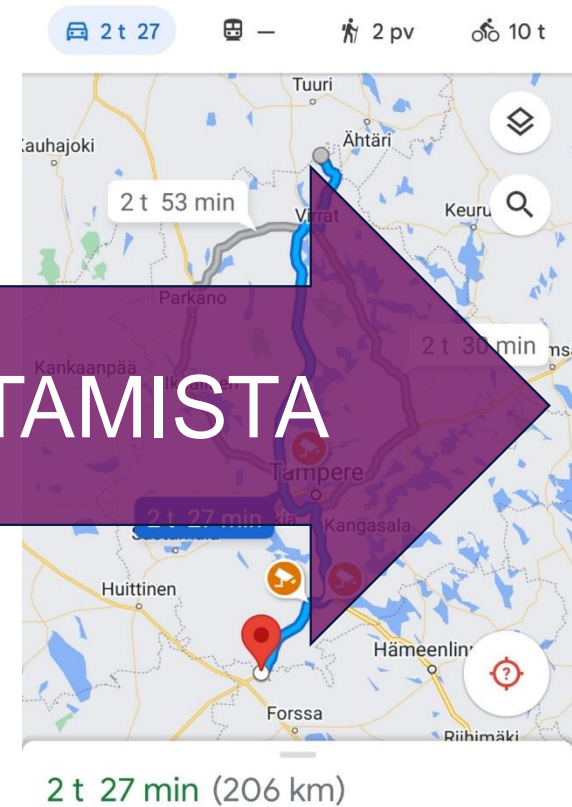 2 t 27
—
2 pv
10 t
Tuuri
Kauhajoki
Ähtäri
2 t 53 min
Virrat
Keuru
Parkano
2 t 30 min
Kankaanpää
TAMISTA
Tampere
2 t 27 min
Kangasala
Huittinen
Hämeenlinn
Forssa
Riihimäki
2 t 27 min (206 km)